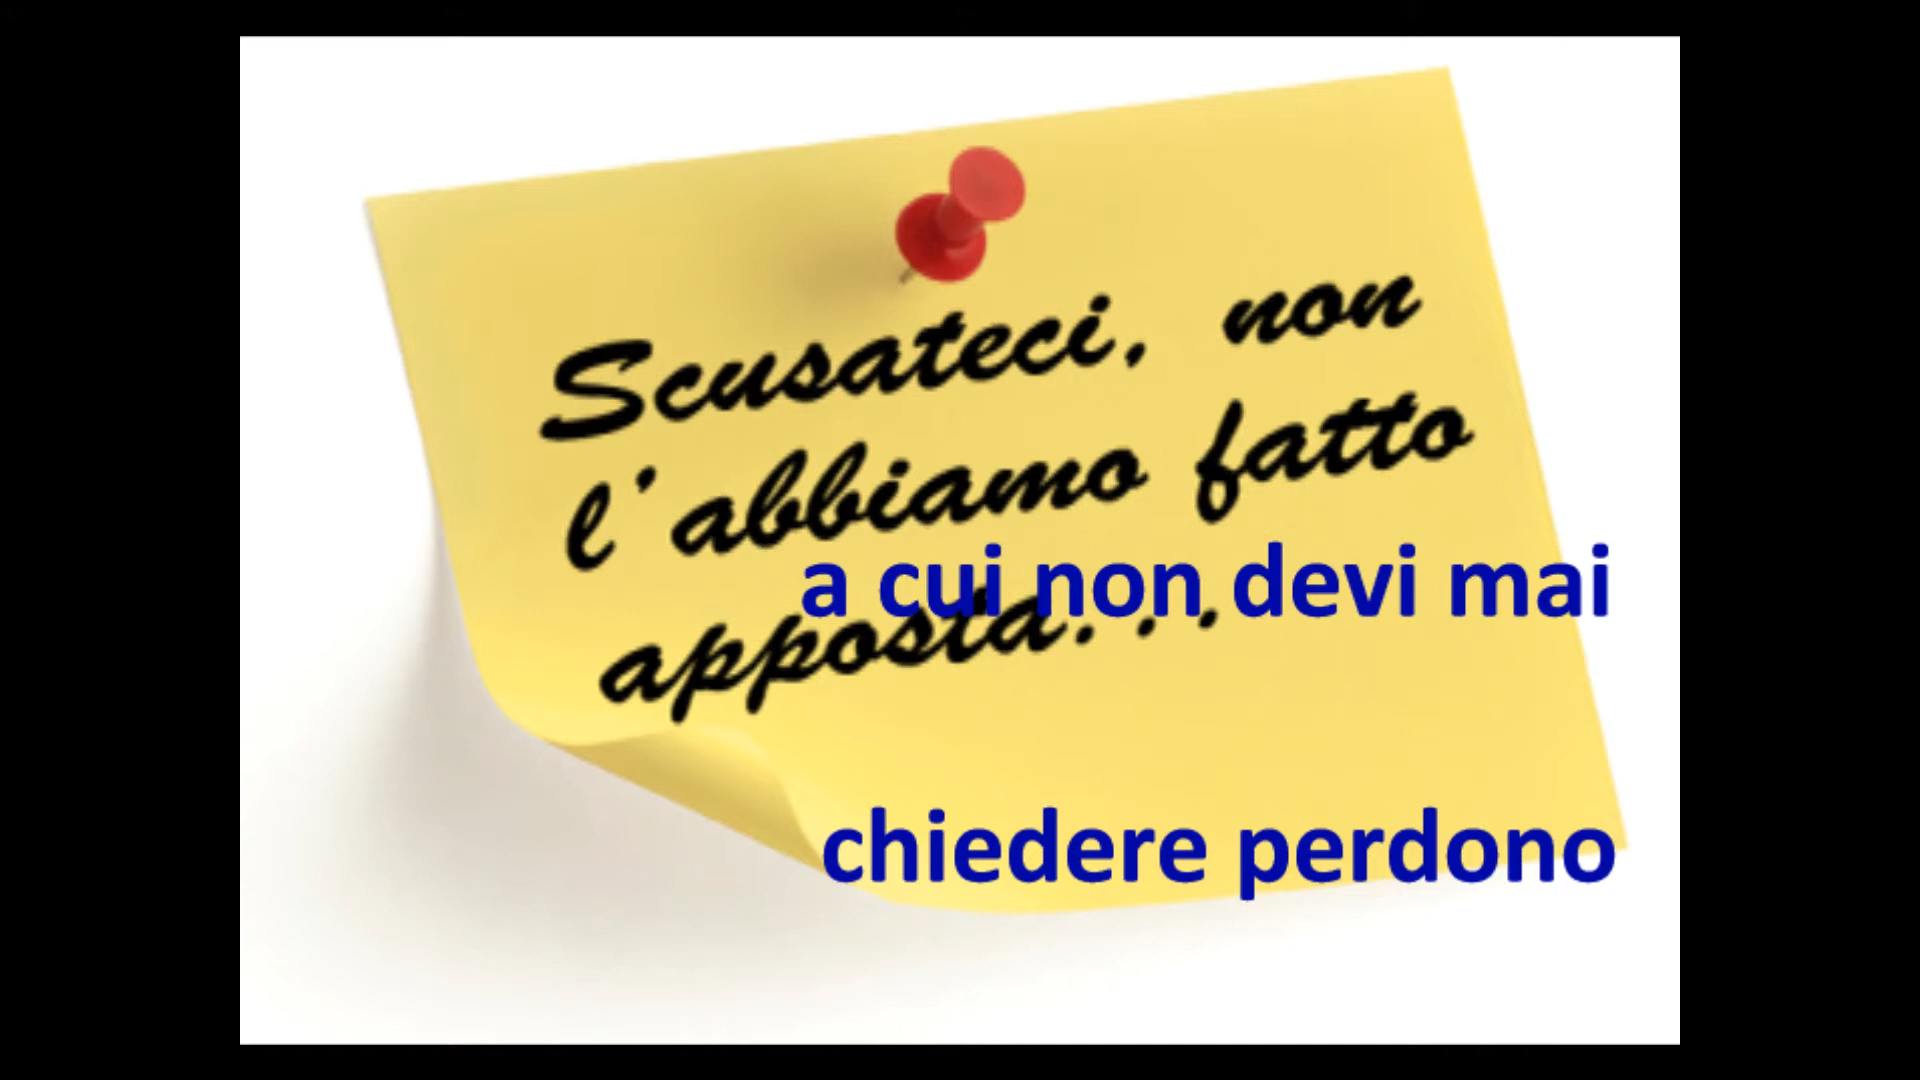 Scusateci, non
l'abbiamo fatto
apposta...
a cui non devi mai
chiedere perdono